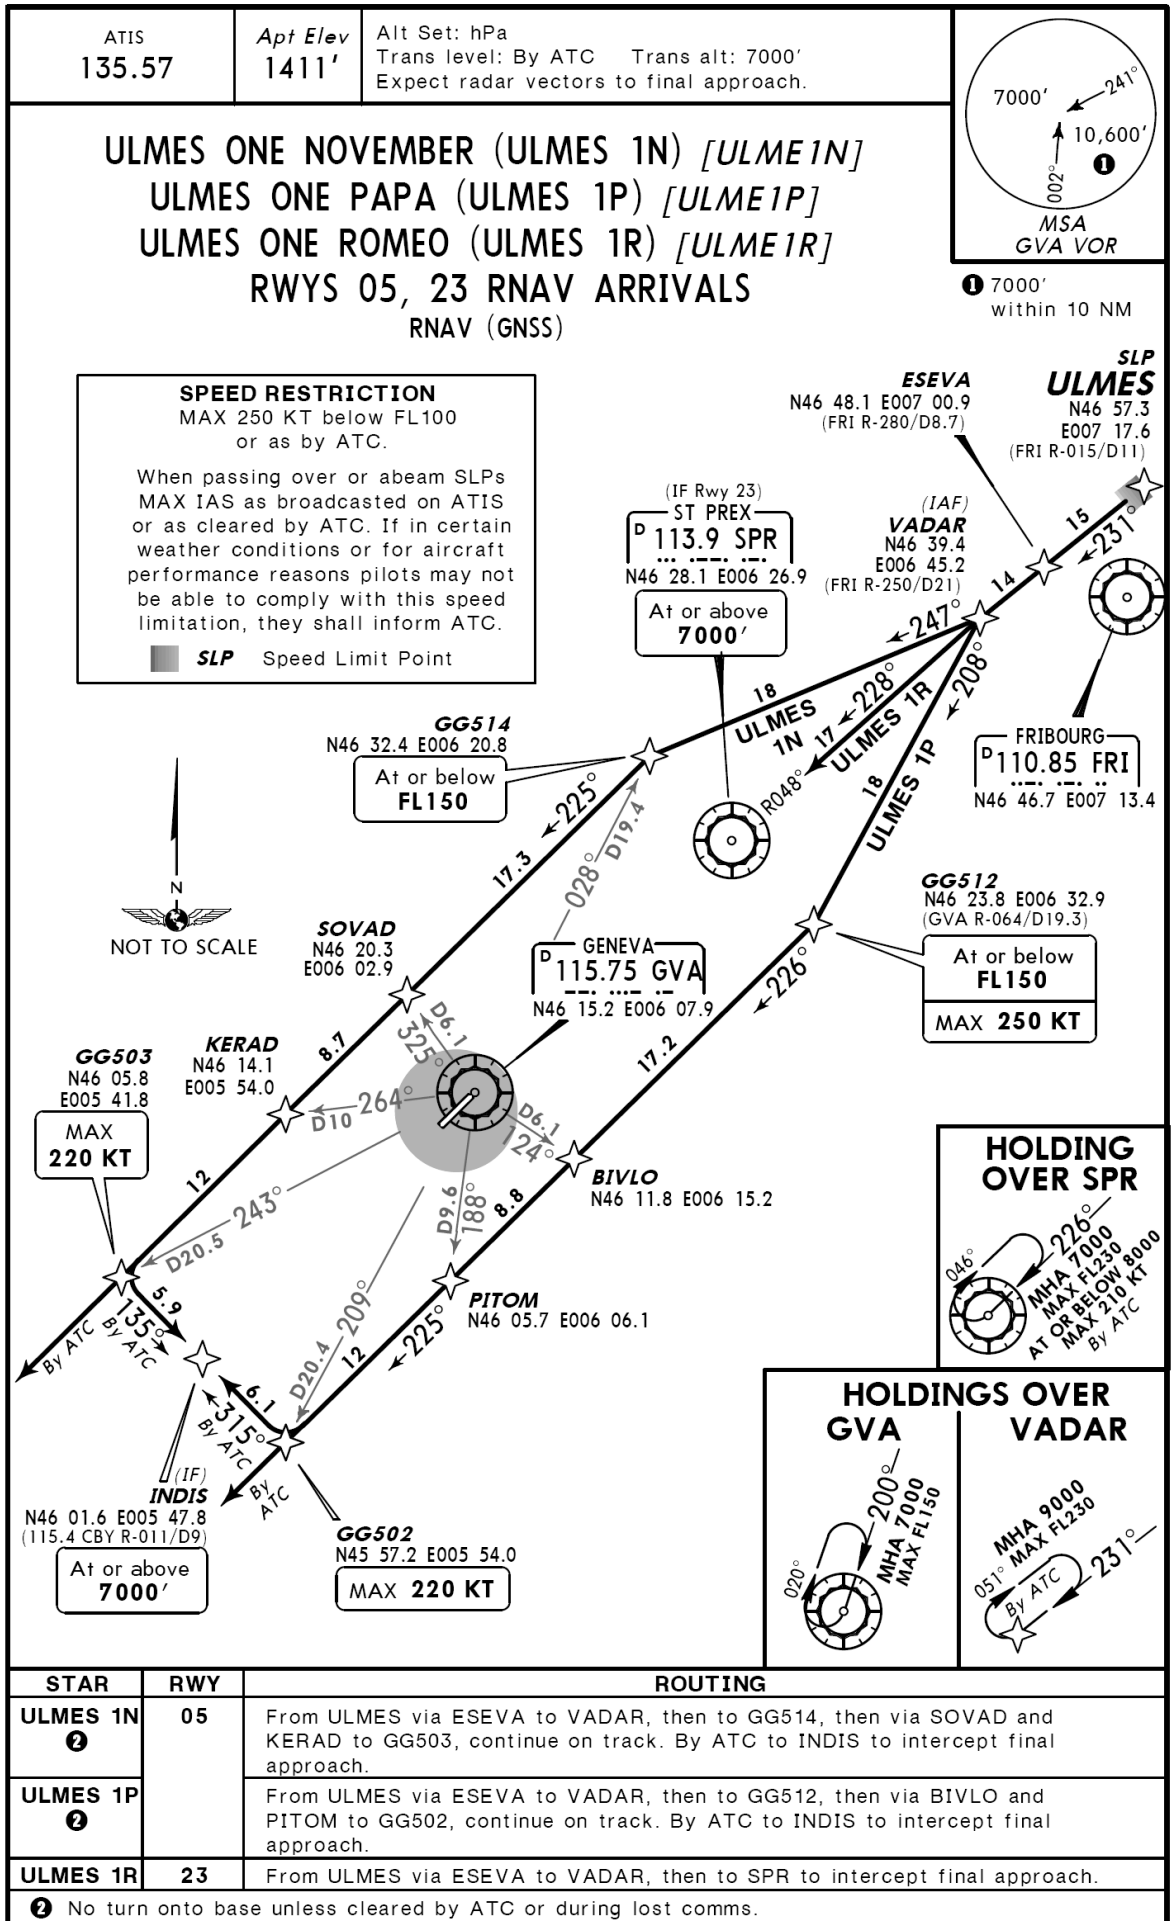 ATIS
135.57
Apt Elev
1411'
Alt Set: hPa
Trans level: By ATC Trans alt: 7000'
Expect radar vectors to final approach.
7000'
241°
10,600'
1
002°
MSA
GVA VOR
1 7000'
within 10 NM
ULMES ONE NOVEMBER (ULMES 1N) [ULME1N]
ULMES ONE PAPA (ULMES 1P) [ULME1P]
ULMES ONE ROMEO (ULMES 1R) [ULME1R]
RWYS 05, 23 RNAV ARRIVALS
RNAV (GNSS)
SPEED RESTRICTION
MAX 250 KT below FL100
or as by ATC.
When passing over or abeam SLPs
MAX IAS as broadcasted on ATIS
or as cleared by ATC. If in certain
weather conditions or for aircraft
performance reasons pilots may not
be able to comply with this speed
limitation, they shall inform ATC.
SLP Speed Limit Point
SLP
ULMES
N46 57.3
E007 17.6
(FRI R-015/D11)
ESEVA
N46 48.1 E007 00.9
(FRI R-280/D8.7)
15
231°
14
(IAF)
VADAR
N46 39.4
E006 45.2
(FRI R-250/D21)
(IF Rwy 23)
ST PREX
D 113.9 SPR
N46 28.1 E006 26.9
At or above
7000'
247°
18
ULMES
1N
228°
17
ULMES 1R
R048°
208°
18
ULMES 1P
FRIBOURG
D 110.85 FRI
N46 46.7 E007 13.4
GG514
N46 32.4 E006 20.8
At or below
FL150
225°
17.3
028°
D19.4
N
NOT TO SCALE
SOVAD
N46 20.3
E006 02.9
GENEVA
D 115.75 GVA
N46 15.2 E006 07.9
GG512
N46 23.8 E006 32.9
(GVA R-064/D19.3)
At or below
FL150
MAX 250 KT
226°
17.2
D6.1
325°
8.7
KERAD
N46 14.1
E005 54.0
264°
D10
D6.1
124°
GG503
N46 05.8
E005 41.8
MAX
220 KT
12
243°
D20.5
D9.6
188°
BIVLO
N46 11.8 E006 15.2
8.8
PITOM
N46 05.7 E006 06.1
225°
12
209°
D20.4
By ATC
5.9
135°
By ATC
6.1
315°
By ATC
By
ATC
(IF)
INDIS
N46 01.6 E005 47.8
(115.4 CBY R-011/D9)
At or above
7000'
GG502
N45 57.2 E005 54.0
MAX 220 KT
HOLDING
OVER SPR
046°
226°
MHA 7000
MAX FL230
AT OR BELOW 8000
MAX 210 KT
By ATC
HOLDINGS OVER
GVA VADAR
020°
200°
MHA 7000
MAX FL150
MHA 9000
MAX FL230
051°
By ATC
231°
STAR RWY ROUTING
ULMES 1N 05 From ULMES via ESEVA to VADAR, then to GG514, then via SOVAD and
2 KERAD to GG503, continue on track. By ATC to INDIS to intercept final
approach.
ULMES 1P From ULMES via ESEVA to VADAR, then to GG512, then via BIVLO and
2 PITOM to GG502, continue on track. By ATC to INDIS to intercept final
approach.
ULMES 1R 23 From ULMES via ESEVA to VADAR, then to SPR to intercept final approach.
2 No turn onto base unless cleared by ATC or during lost comms.